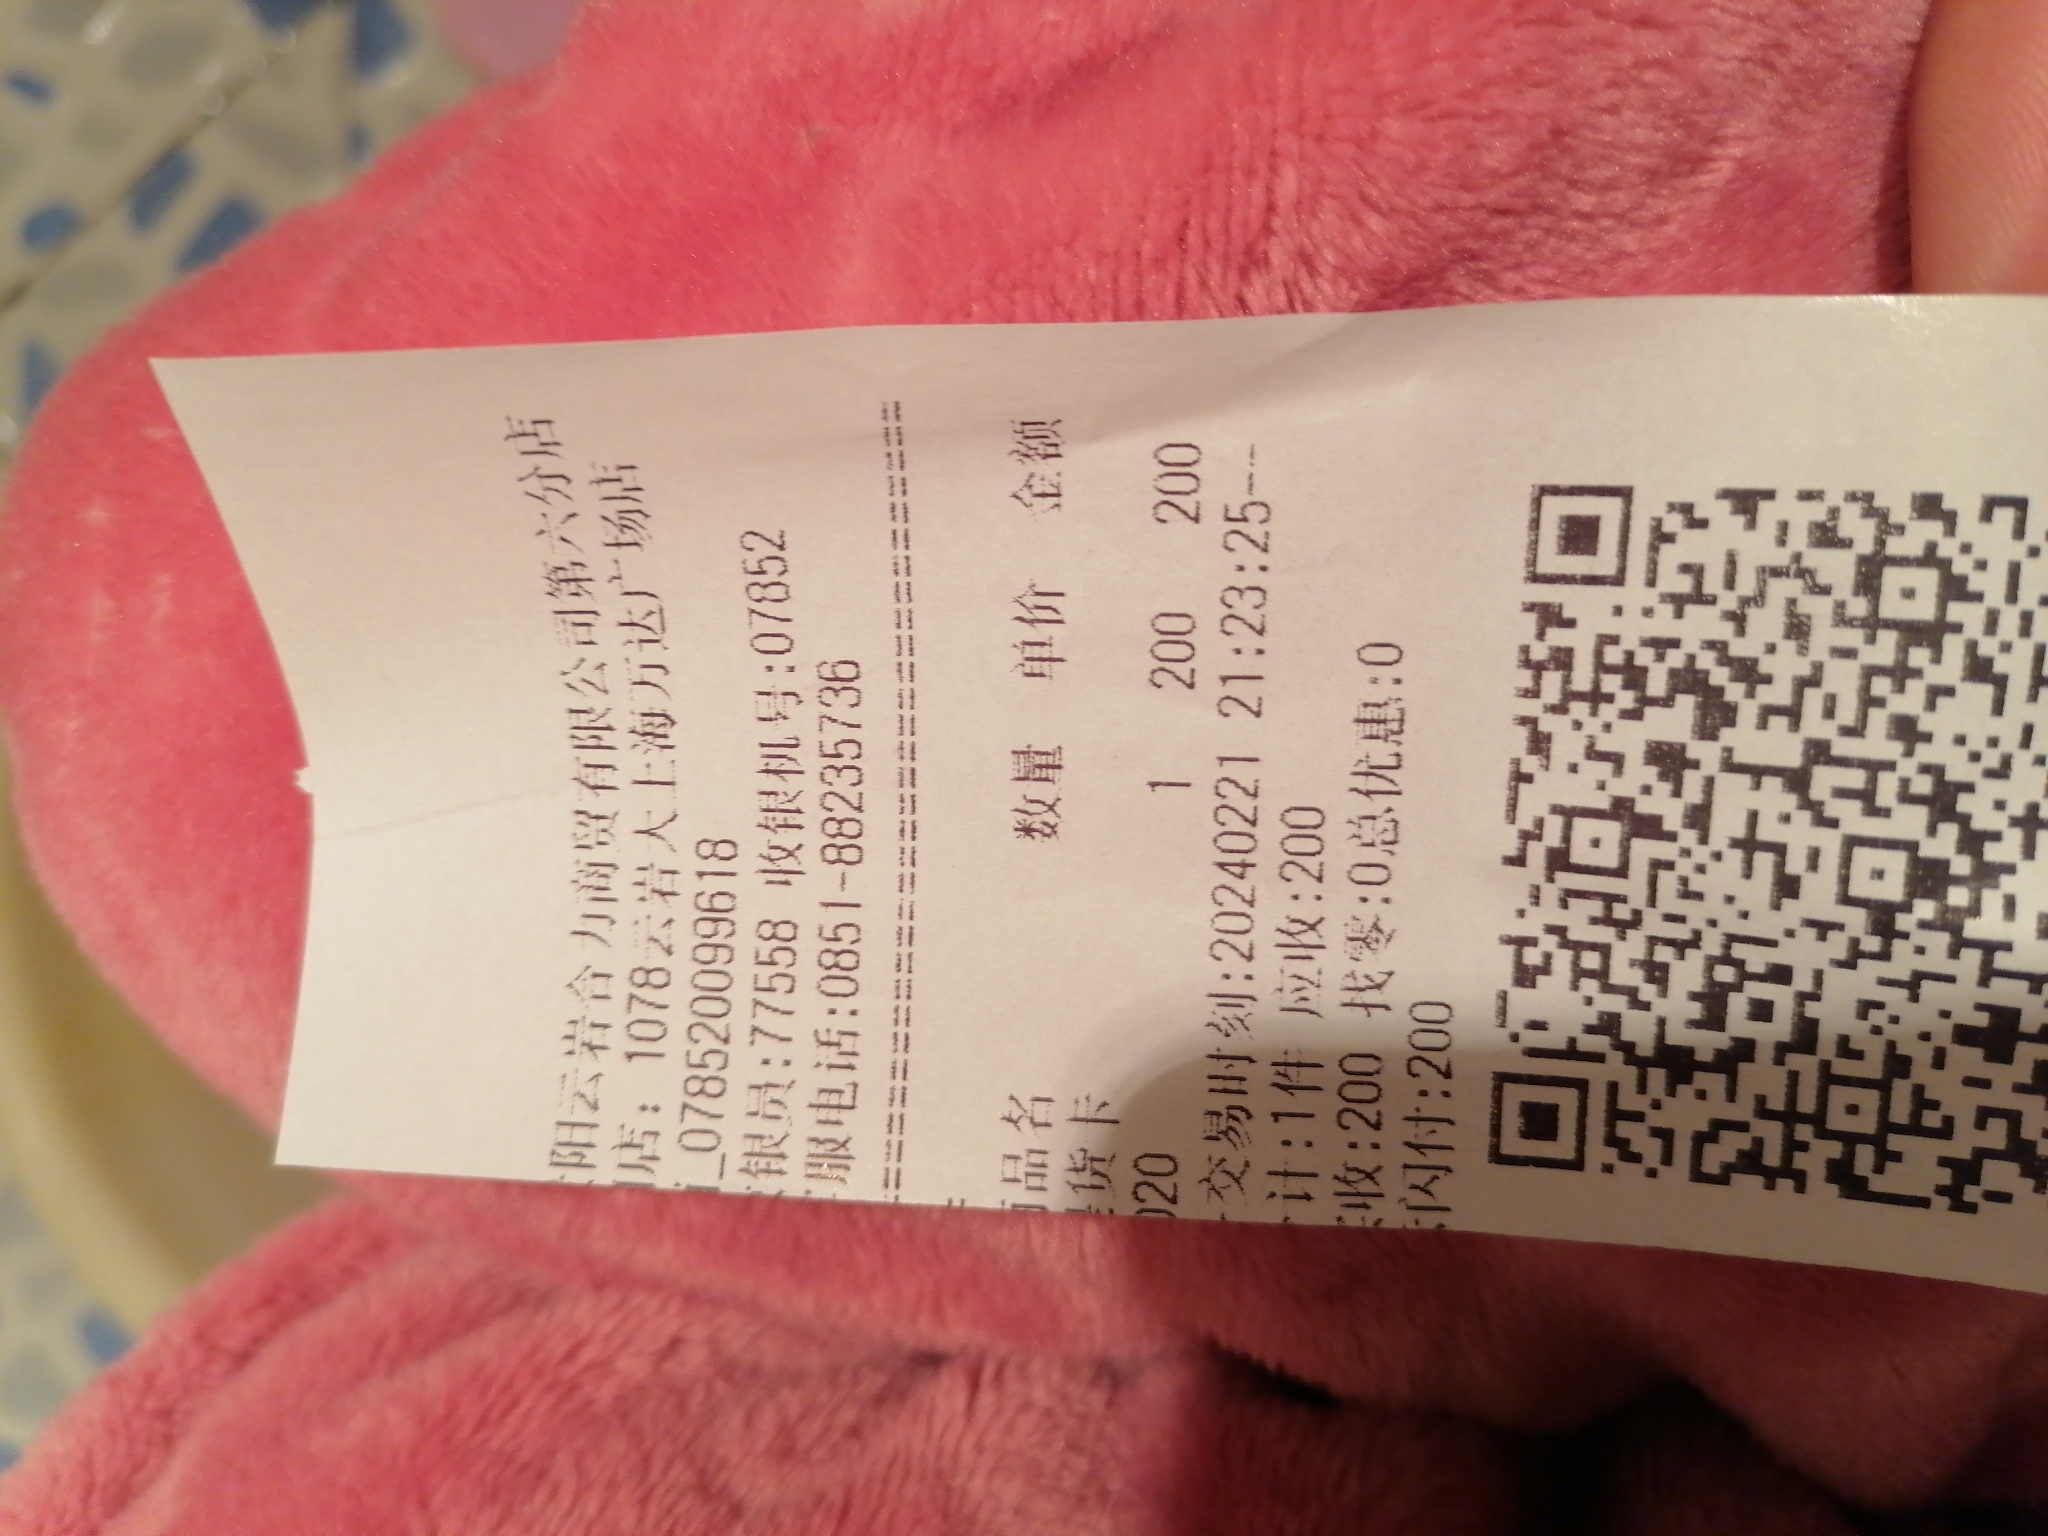 阳云岩合力商贸有限公司第六分店
店: 1078云岩大上海万达广场店
_078520099618
银员:77558 收银机号:07852
服电话:0851-88235736
品名 数量 单价 金额
货卡
020 1 200 200
交易时刻:20240221 21:23:25--
计:1件 应收:200
收:200 找零:0总优惠:0
闪付:200